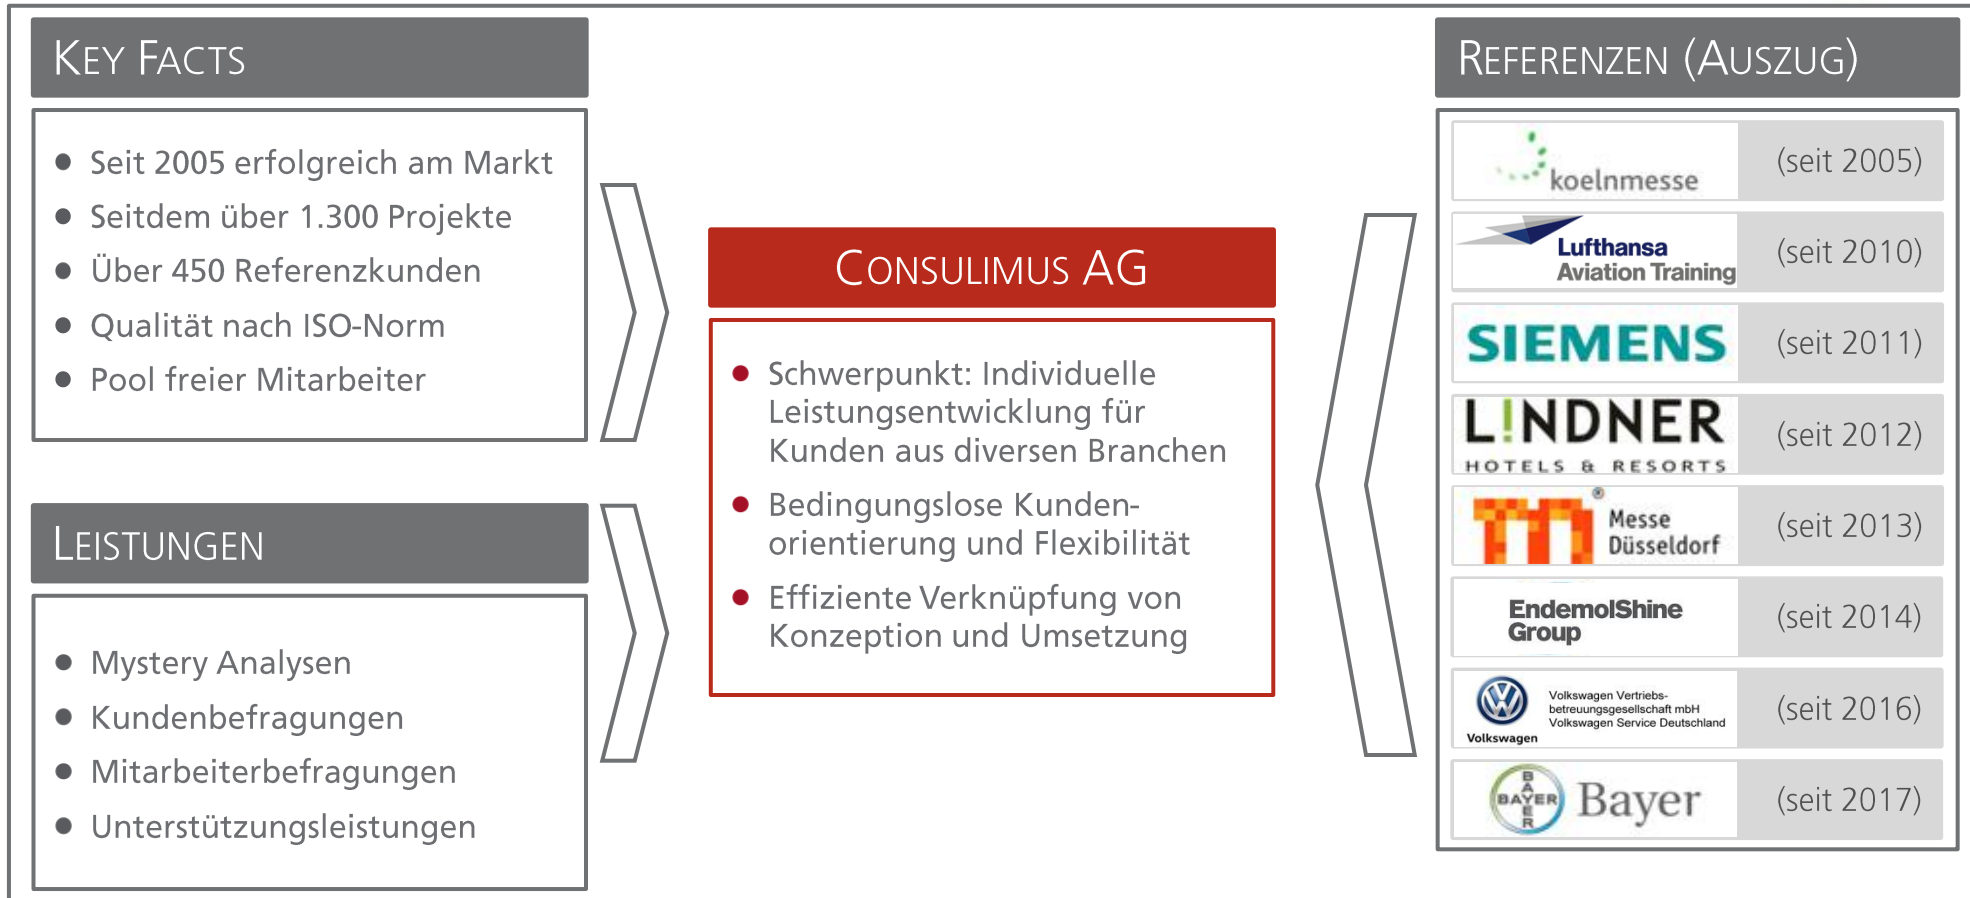 KEY FACTS
Seit 2005 erfolgreich am Markt
Seitdem über 1.300 Projekte
Über 450 Referenzkunden
Qualität nach ISO-Norm
Pool freier Mitarbeiter
LEISTUNGEN
Mystery Analysen
Kundenbefragungen
Mitarbeiterbefragungen
Unterstützungsleistungen
CONSULIMUS AG
Schwerpunkt: Individuelle
Leistungsentwicklung für
Kunden aus diversen Branchen
Bedingungslose Kunden-
orientierung und Flexibilität
Effiziente Verknüpfung von
Konzeption und Umsetzung
REFERENZEN (AUSZUG)
koelnmesse
(seit 2005)
Lufthansa
Aviation Training
(seit 2010)
SIEMENS
(seit 2011)
L!NDNER
HOTELS & RESORTS
(seit 2012)
®
Messe
Düsseldorf
(seit 2013)
EndemolShine
Group
(seit 2014)
Volkswagen
Volkswagen Vertriebs-
betreuungsgesellschaft mbH
Volkswagen Service Deutschland
(seit 2016)
BAYER
BAYER
Bayer
(seit 2017)